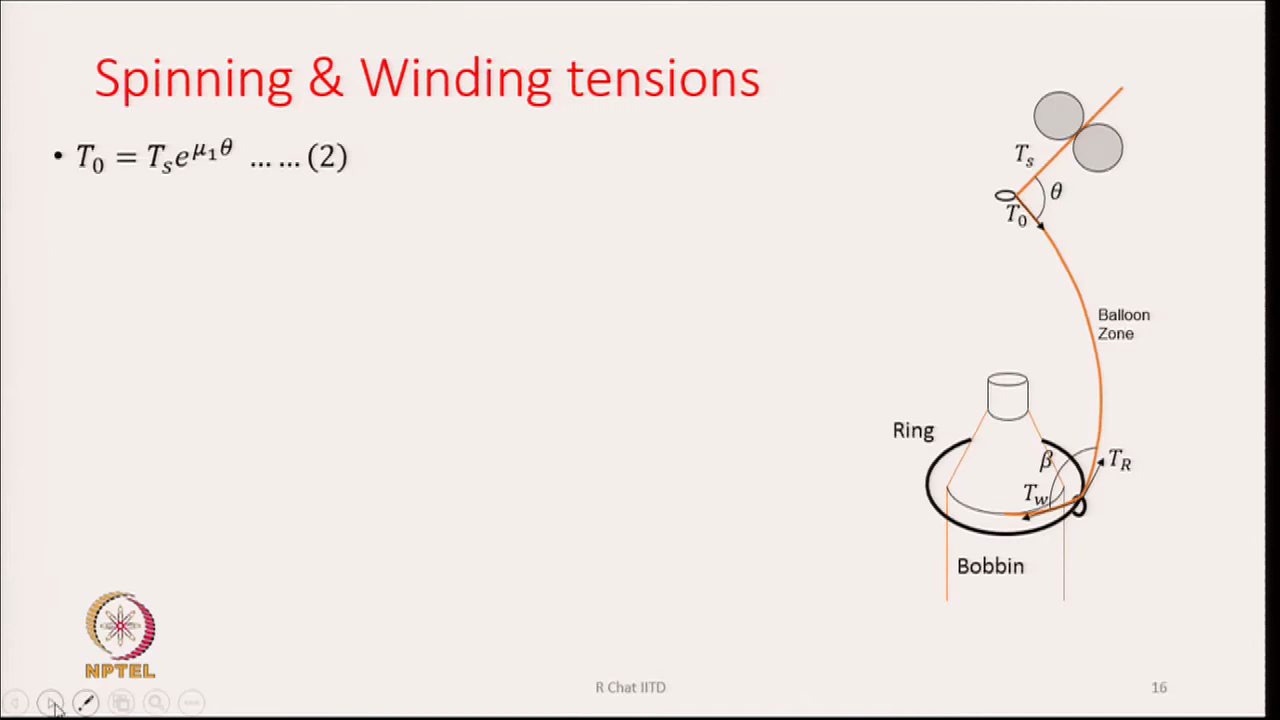 Spinning & Winding tensions
• T₀ = Tₛe^μ₁θ ... ... (2)
Tₛ
θ
T₀
Balloon
Zone
Ring
β
T_R
T_w
Bobbin
NPTEL
R Chat IITD
16